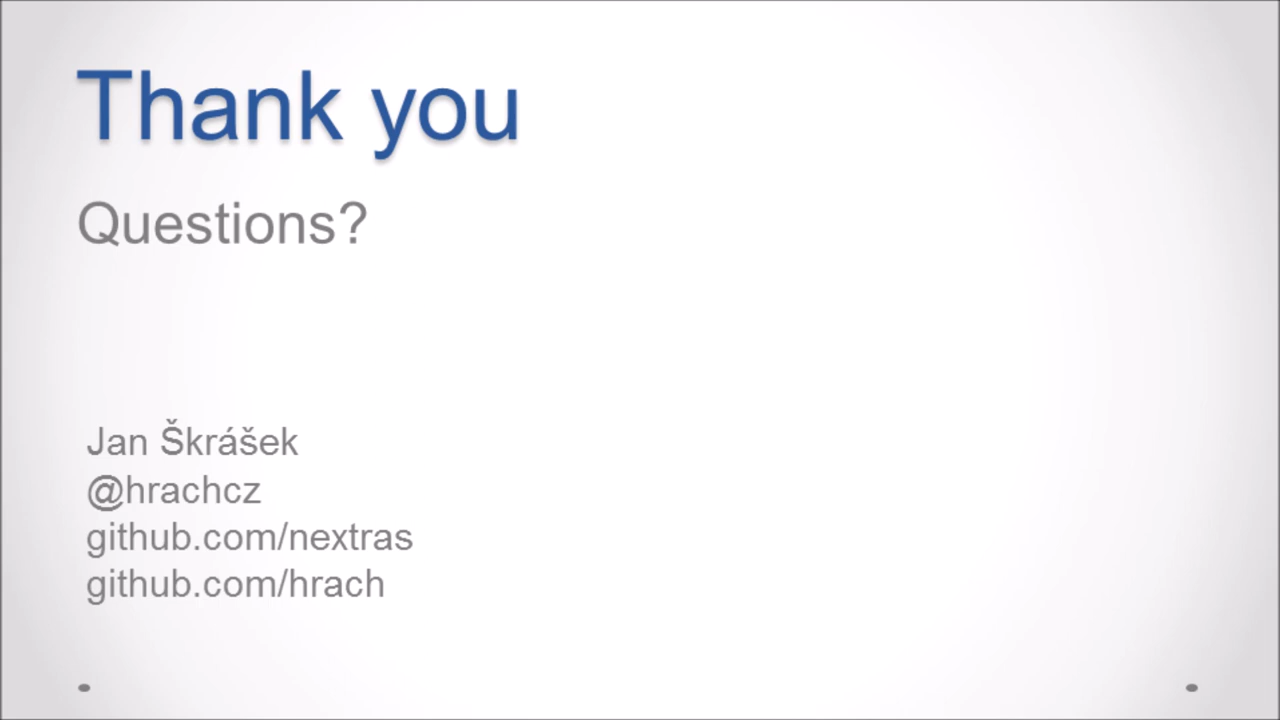 Thank you
Questions?
Jan Škrášek
@hrachcz
github.com/nextras
github.com/hrach